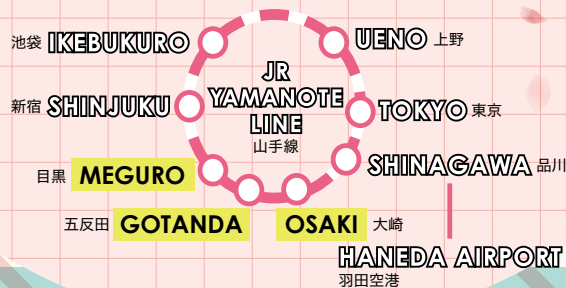 池袋 IKEBUKURO
UENO 上野
JR
YAMANOTE
LINE
山手線
新宿 SHINJUKU
TOKYO 東京
目黒 MEGURO
SHINAGAWA 品川
五反田 GOTANDA
OSAKI 大崎
HANEDA AIRPORT
羽田空港